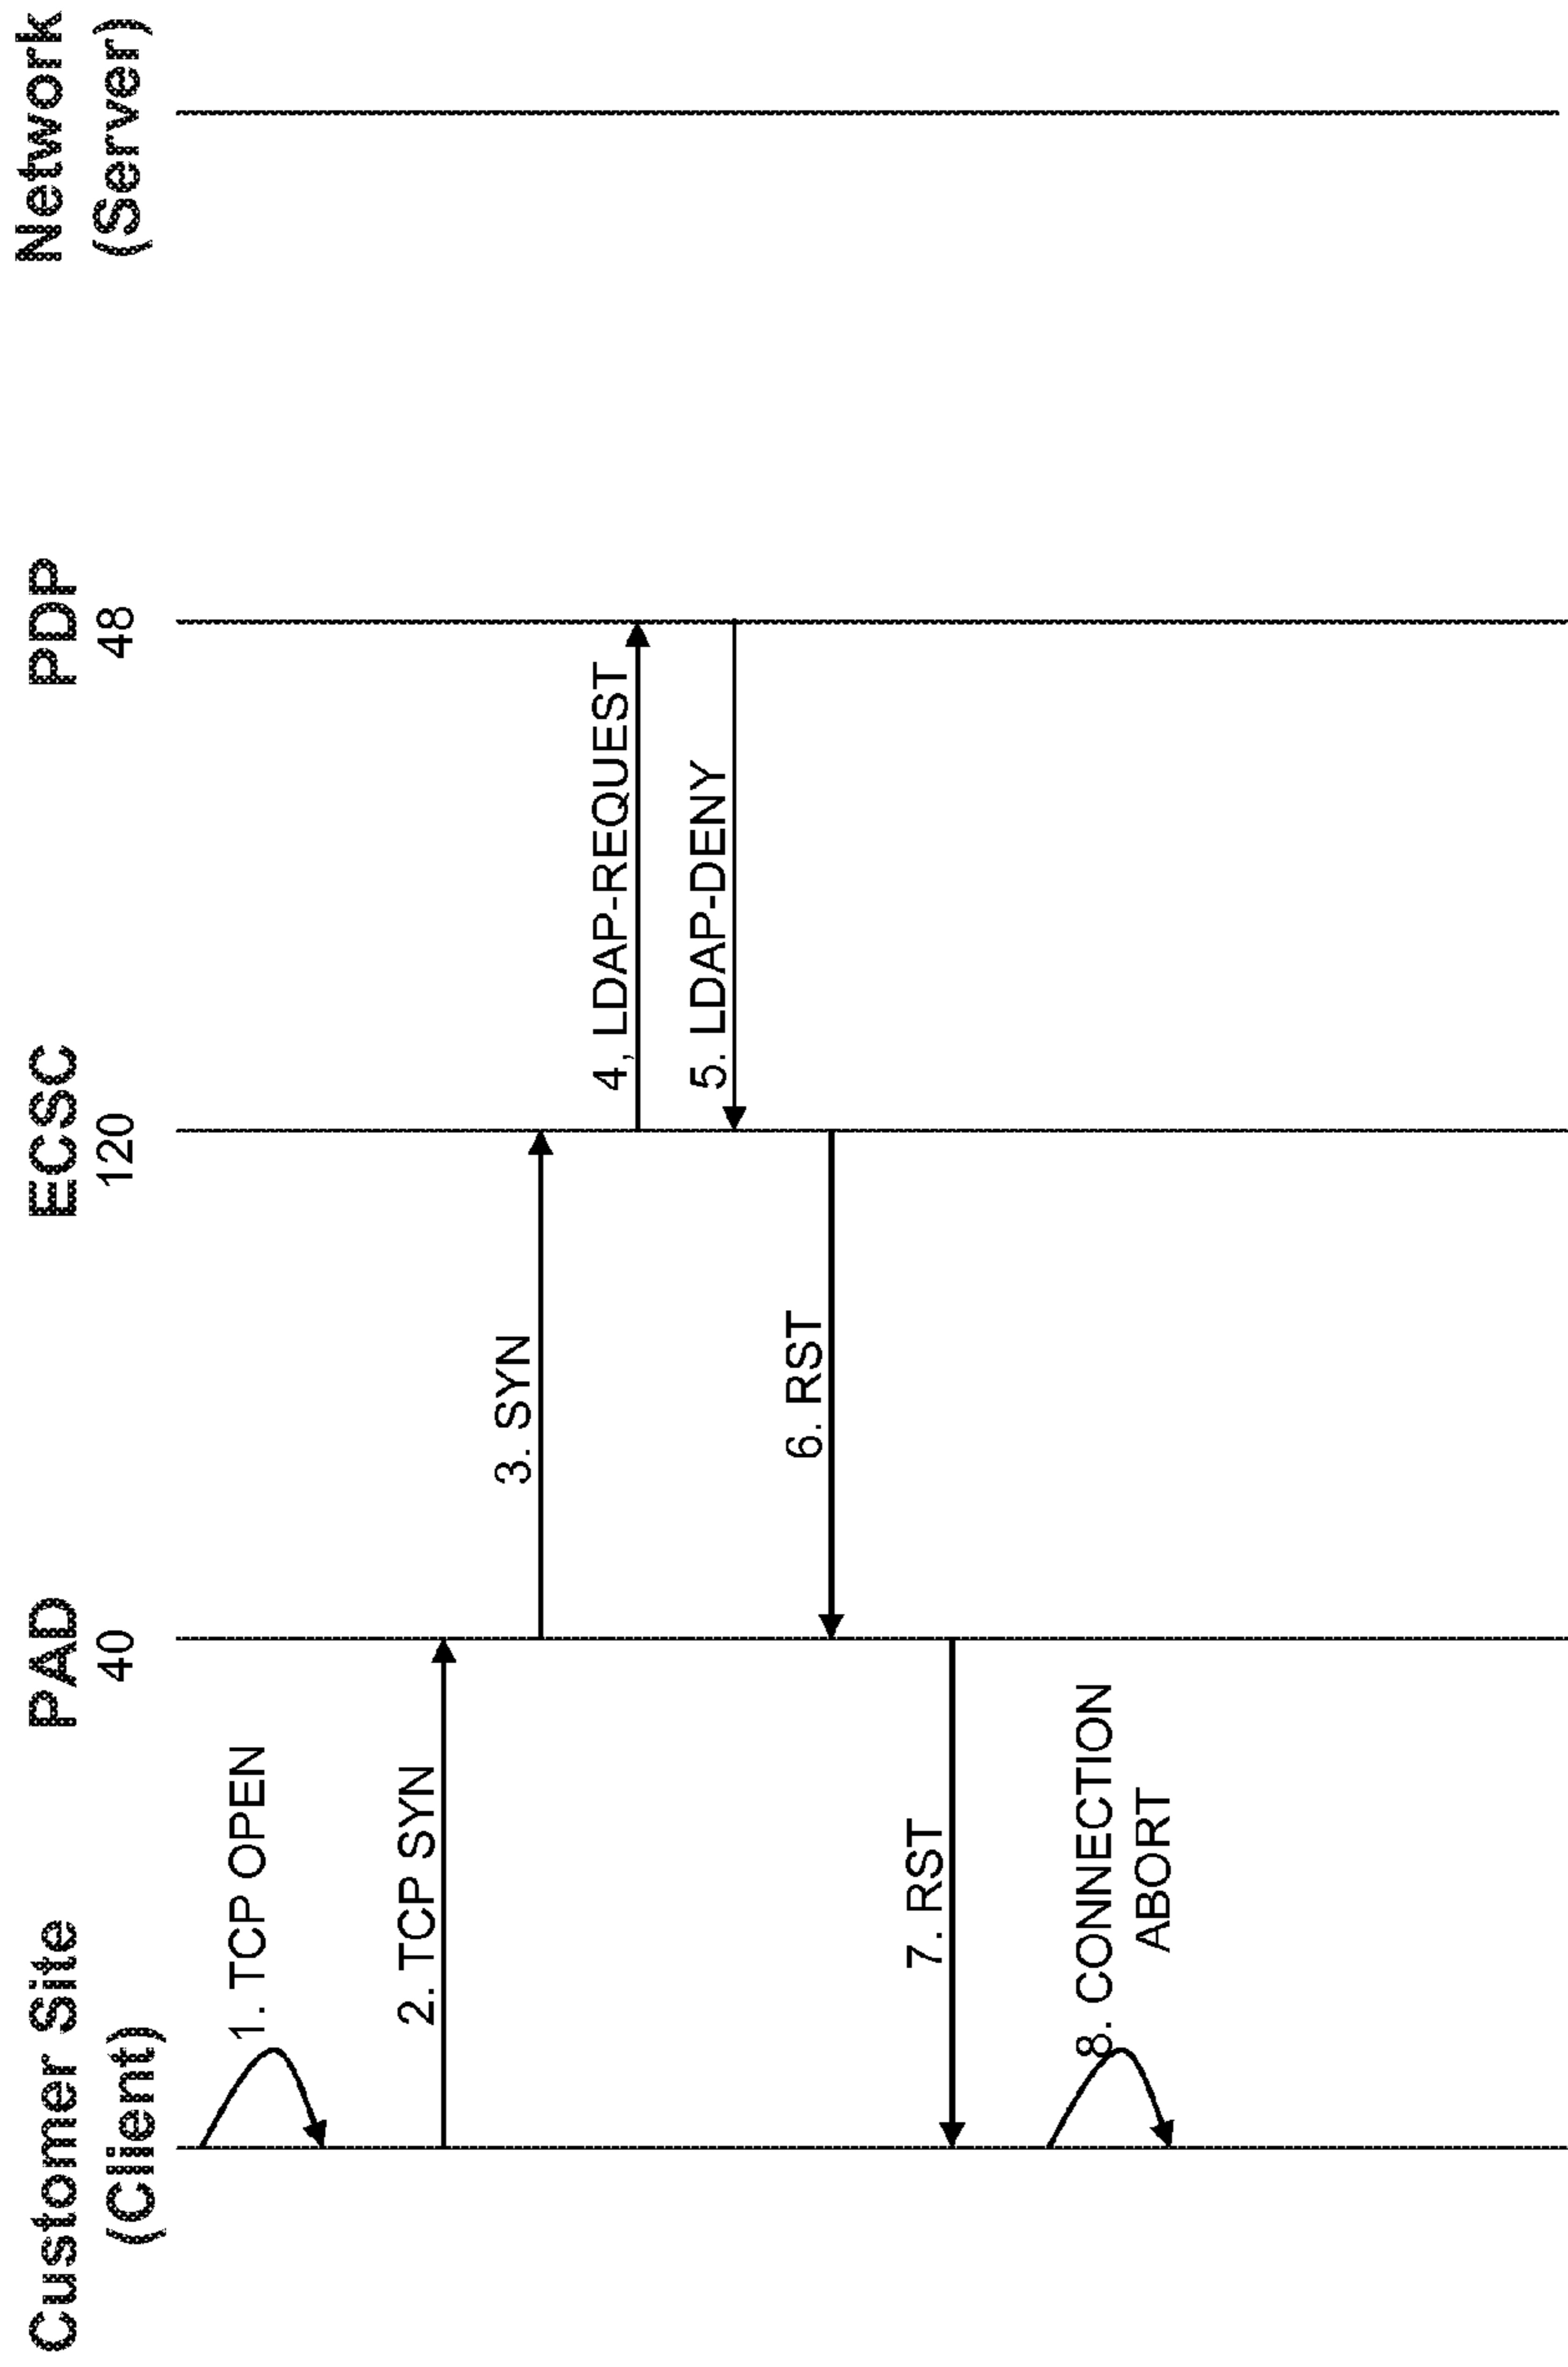 Customer Site
(Client)
PAD
40
ECSC
120
PDP
48
Network
(Server)
1. TCP OPEN
2. TCP SYN
3. SYN
4, LDAP-REQUEST
5. LDAP-DENY
6. RST
7. RST
8. CONNECTION
ABORT